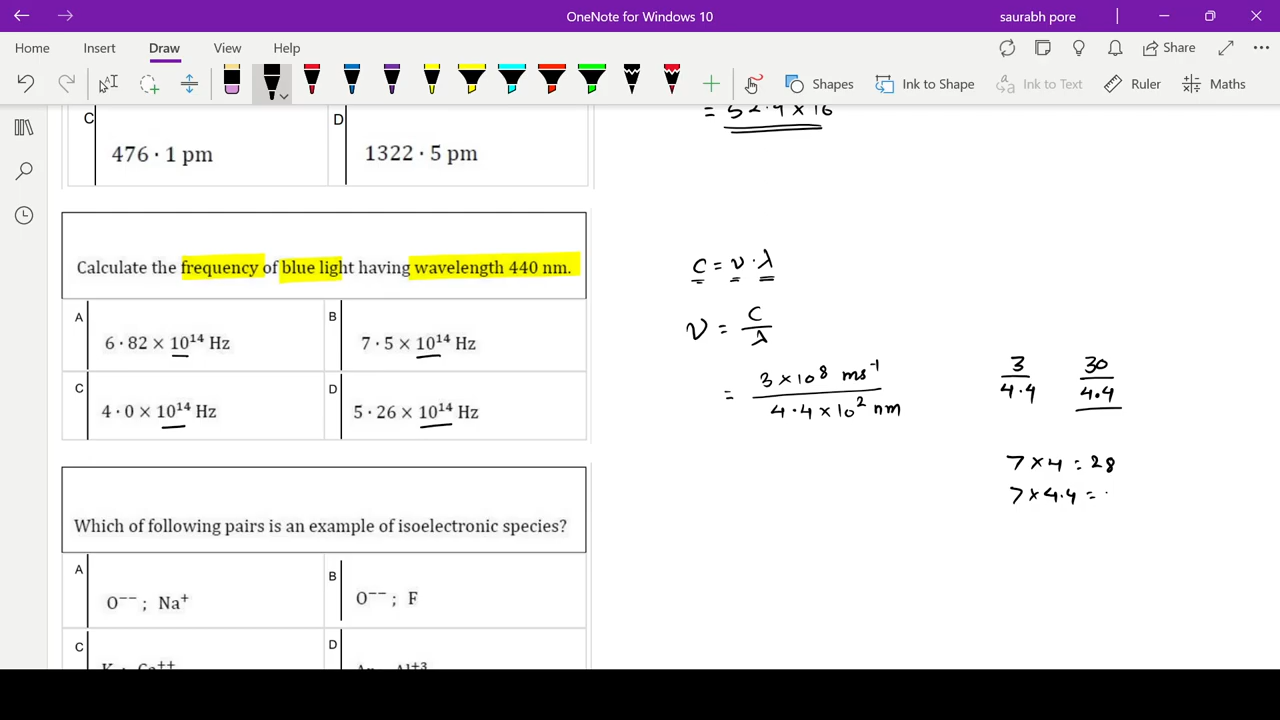 OneNote for Windows 10
saurabh pore
Home Insert Draw View Help
Share
Shapes
Ink to Shape
Ink to Text
Ruler
Maths
C
476 · 1 pm
D
1322 · 5 pm
Calculate the frequency of blue light having wavelength 440 nm.
A
6 · 82 × 10¹⁴ Hz
B
7 · 5 × 10¹⁴ Hz
C
4 · 0 × 10¹⁴ Hz
D
5 · 26 × 10¹⁴ Hz
Which of following pairs is an example of isoelectronic species?
A
O⁻⁻ ; Na⁺
B
O⁻⁻ ; F
C
D
= 52.4 × 16
C = ν · λ
ν = C / λ
= 3 × 10⁸ ms⁻¹ / 4.4 × 10² nm
3 / 4.4
30 / 4.4
7 × 4 = 28
7 × 4.4 =